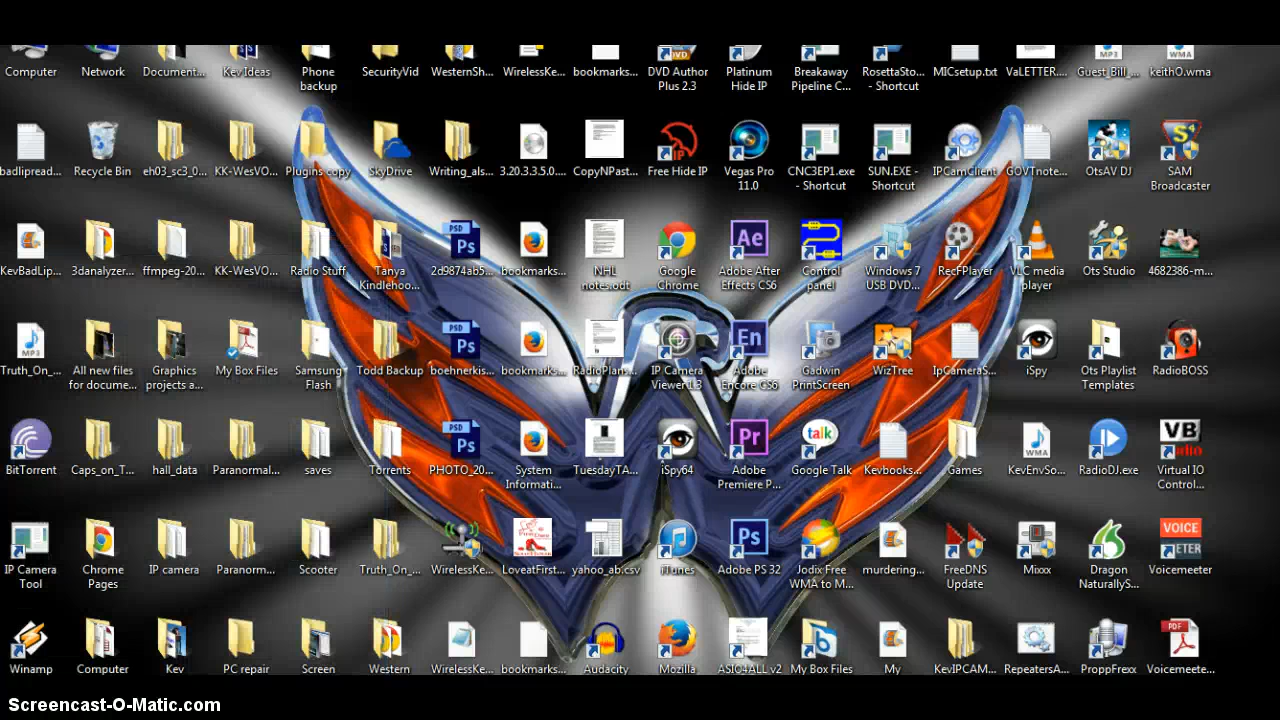 Computer
Network
Document...
Kev Ideas
Phone
backup
SecurityVid
WesternSh...
WirelessKe...
bookmarks...
DVD Author
Plus 2.3
Platinum
Hide IP
Breakaway
Pipeline C...
RosettaSto...
- Shortcut
MICsetup.txt
VaLETTER....
Guest_Bill_...
keithO.wma
badlipread...
Recycle Bin
eh03_sc3_0...
KK-WesVO...
Plugins copy
SkyDrive
Writing_als...
3.20.3.3.5.0...
CopyNPast...
Free Hide IP
Vegas Pro
11.0
CNC3EP1.exe
- Shortcut
SUN.EXE -
Shortcut
IPCamClient
GOVTnote...
OtsAV DJ
SAM
Broadcaster
KevBadLip...
3danalyzer...
ffmpeg-20...
KK-WesVO...
Radio Stuff
Tanya
Kindlehoo...
2d9874ab5...
bookmarks...
NHL
notes.odt
Google
Chrome
Adobe After
Effects CS6
Control
panel
Windows 7
USB DVD...
RecFPlayer
VLC media
player
Ots Studio
4682386-m...
Truth_On_...
All new files
for docume...
Graphics
projects a...
My Box Files
Samsung
Flash
Todd Backup
boehnerkis...
bookmarks...
RadioPlans...
IP Camera
Viewer 1.3
Adobe
Encore CS6
Gadwin
PrintScreen
WizTree
IpCameraS...
iSpy
Ots Playlist
Templates
RadioBOSS
BitTorrent
Caps_on_T...
hall_data
Paranormal...
saves
Torrents
PHOTO_20...
System
Informati...
TuesdayTA...
iSpy64
Adobe
Premiere P...
Google Talk
Kevbooks...
Games
KevEnvSo...
RadioDJ.exe
Virtual IO
Control...
IP Camera
Tool
Chrome
Pages
IP camera
Paranorm...
Scooter
Truth_On_...
WirelessKe...
LoveatFirst...
yahoo_ab.csv
iTunes
Adobe PS 32
Jodix Free
WMA to M...
murdering...
FreeDNS
Update
Mixxx
Dragon
NaturallyS...
Voicemeeter
Winamp
Computer
Kev
PC repair
Screen
Western
WirelessKe...
bookmarks...
Audacity
Mozilla
ASIO4ALL v2
My Box Files
My
KevIPCAM...
RepeatersA...
ProppFrexx
Voicemeete...
Screencast-O-Matic.com